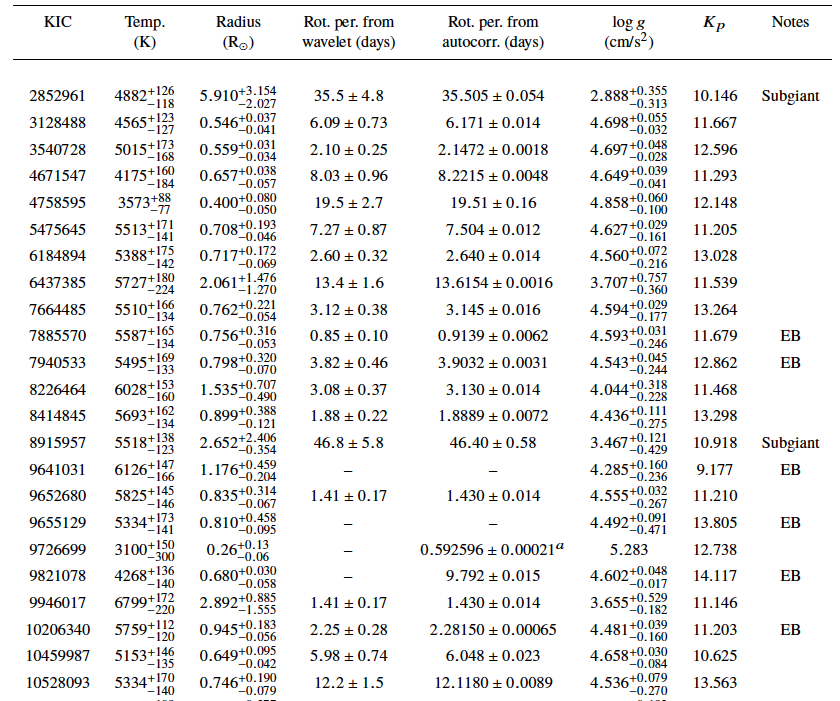 KIC Temp. Radius Rot. per. from Rot. per. from log g Kp Notes
(K) (R⊙) wavelet (days) autocorr. (days) (cm/s²)
2852961 4882+126−118 5.910+3.154−2.027 35.5 ± 4.8 35.505 ± 0.054 2.888+0.355−0.313 10.146 Subgiant
3128488 4565+123−127 0.546+0.037−0.041 6.09 ± 0.73 6.171 ± 0.014 4.698+0.055−0.032 11.667
3540728 5015+173−168 0.559+0.031−0.034 2.10 ± 0.25 2.1472 ± 0.0018 4.697+0.048−0.028 12.596
4671547 4175+160−184 0.657+0.038−0.057 8.03 ± 0.96 8.2215 ± 0.0048 4.649+0.039−0.041 11.293
4758595 3573+88−77 0.400+0.080−0.050 19.5 ± 2.7 19.51 ± 0.16 4.858+0.060−0.100 12.148
5475645 5513+171−141 0.708+0.193−0.046 7.27 ± 0.87 7.504 ± 0.012 4.627+0.029−0.161 11.205
6184894 5388+175−142 0.717+0.172−0.069 2.60 ± 0.32 2.640 ± 0.014 4.560+0.072−0.216 13.028
6437385 5727+180−224 2.061+1.476−1.270 13.4 ± 1.6 13.6154 ± 0.0016 3.707+0.757−0.360 11.539
7664485 5510+166−134 0.762+0.221−0.054 3.12 ± 0.38 3.145 ± 0.016 4.594+0.029−0.177 13.264
7885570 5587+165−134 0.756+0.316−0.053 0.85 ± 0.10 0.9139 ± 0.0062 4.593+0.031−0.246 11.679 EB
7940533 5495+169−133 0.798+0.320−0.070 3.82 ± 0.46 3.9032 ± 0.0031 4.543+0.045−0.244 12.862 EB
8226464 6028+153−160 1.535+0.707−0.490 3.08 ± 0.37 3.130 ± 0.014 4.044+0.318−0.228 11.468
8414845 5693+162−134 0.899+0.388−0.121 1.88 ± 0.22 1.8889 ± 0.0072 4.436+0.111−0.275 13.298
8915957 5518+138−123 2.652+2.406−0.354 46.8 ± 5.8 46.40 ± 0.58 3.467+0.121−0.429 10.918 Subgiant
9641031 6126+147−166 1.176+0.459−0.204 – – 4.285+0.160−0.236 9.177 EB
9652680 5825+145−146 0.835+0.314−0.067 1.41 ± 0.17 1.430 ± 0.014 4.555+0.032−0.267 11.210
9655129 5334+173−141 0.810+0.458−0.095 – – 4.492+0.091−0.471 13.805 EB
9726699 3100+150−300 0.26+0.13−0.06 – 0.592596 ± 0.00021a 5.283 12.738
9821078 4268+136−140 0.680+0.030−0.058 – 9.792 ± 0.015 4.602+0.048−0.017 14.117 EB
9946017 6799+172−220 2.892+0.885−1.555 1.41 ± 0.17 1.430 ± 0.014 3.655+0.529−0.182 11.146
10206340 5759+112−120 0.945+0.183−0.056 2.25 ± 0.28 2.28150 ± 0.00065 4.481+0.039−0.160 11.203 EB
10459987 5153+146−135 0.649+0.095−0.042 5.98 ± 0.74 6.048 ± 0.023 4.658+0.030−0.084 10.625
10528093 5334+170−140 0.746+0.190−0.079 12.2 ± 1.5 12.1180 ± 0.0089 4.536+0.079−0.270 13.563